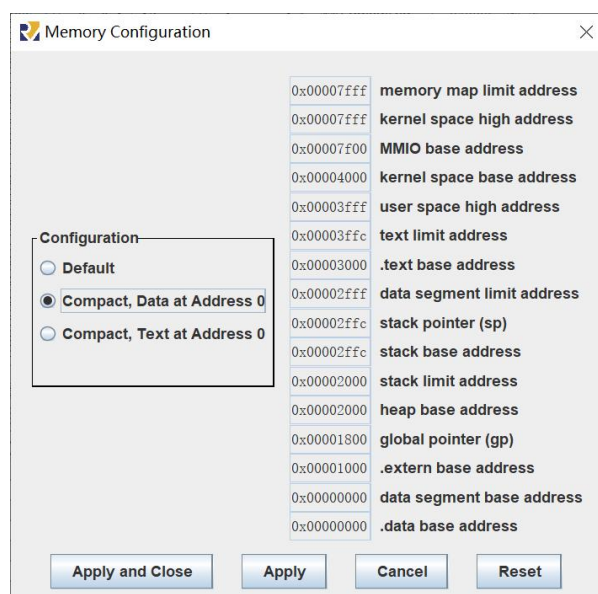 Memory Configuration
0x00007fff memory map limit address
0x00007fff kernel space high address
0x00007f00 MMIO base address
0x00004000 kernel space base address
0x00003fff user space high address
Configuration
0x00003ffc text limit address
Default
0x00003000 .text base address
0x00002fff data segment limit address
Compact, Data at Address 0
0x00002ffc stack pointer (sp)
Compact, Text at Address 0
0x00002ffc stack base address
0x00002000 stack limit address
0x00002000 heap base address
0x00001800 global pointer (gp)
0x00001000 .extern base address
0x00000000 data segment base address
0x00000000 .data base address
Apply and Close Apply Cancel Reset